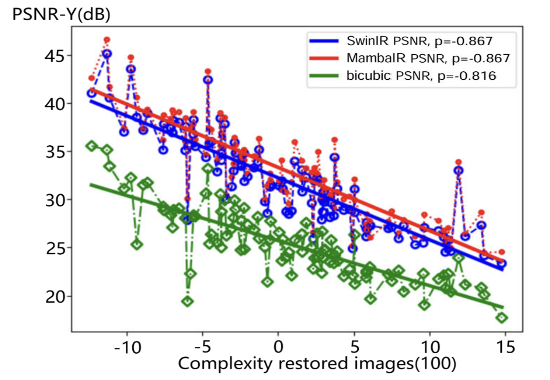 PSNR-Y(dB)
SwinIR PSNR, p=-0.867
MambaIR PSNR, p=-0.867
bicubic PSNR, p=-0.816
45
40
35
30
25
20
-10
-5
0
5
10
15
Complexity restored images(100)